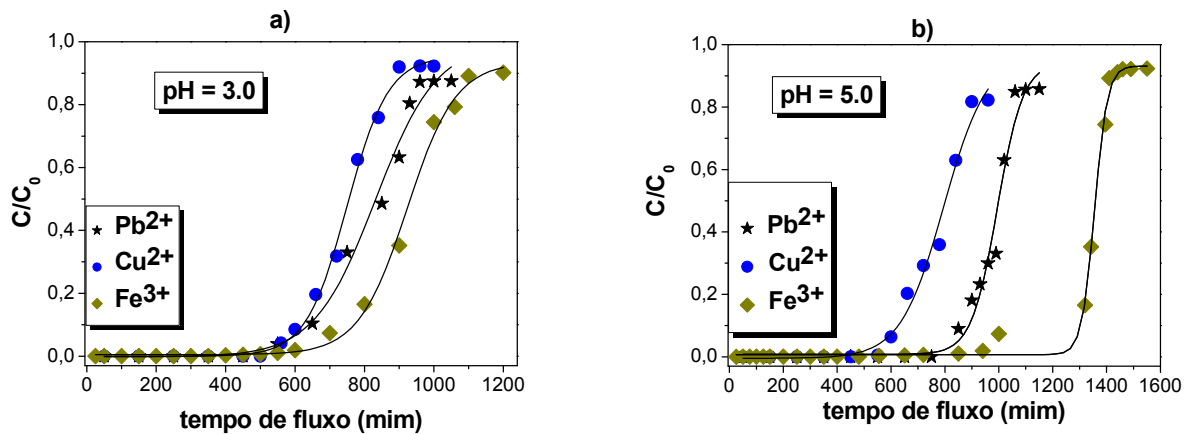 a)
1,0
0,8
0,6
0,4
0,2
0,0
C/C0
pH = 3.0
Pb2+
Cu2+
Fe3+
0 200 400 600 800 1000 1200
tempo de fluxo (mim)
b)
1,0
0,8
0,6
0,4
0,2
0,0
C/C0
pH = 5.0
Pb2+
Cu2+
Fe3+
0 200 400 600 800 1000 1200 1400 1600
tempo de fluxo (mim)